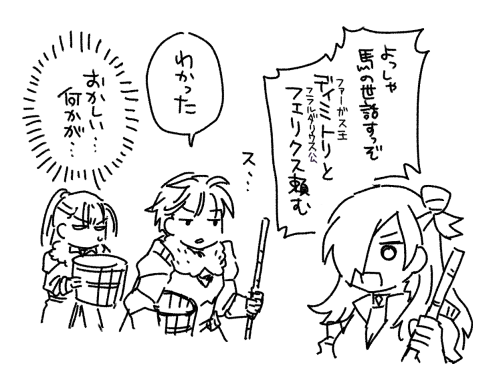 よっしゃ
馬の世話すっぞ
ファーガス王
ディミトリと
フラルダリウス公
フェリクス頼む
ス、、
わかった
おかしい…
何かが…